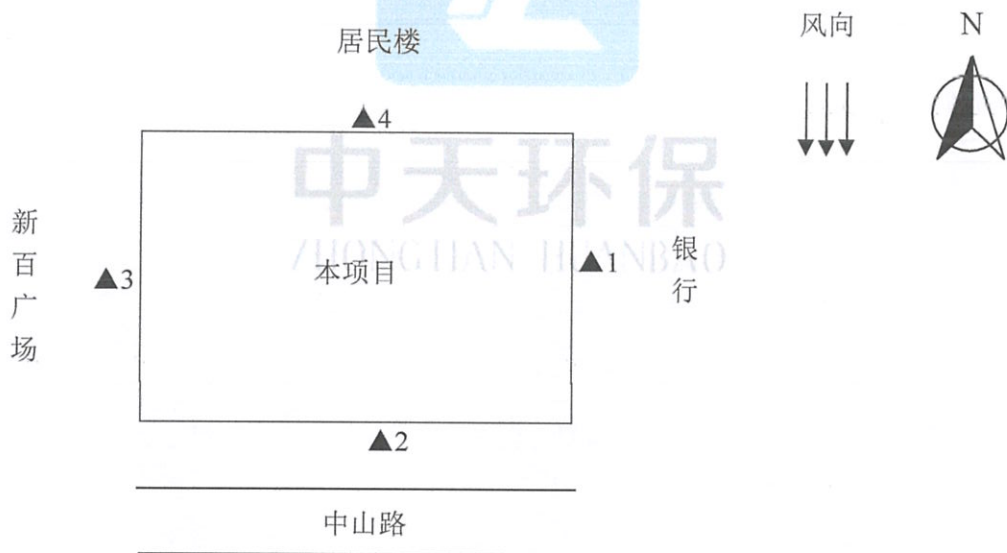 风向
N
居民楼
▲4
中天环保
ZHONGTIAN HUANBAO
新百广场
▲3
本项目
▲1
银行
▲2
中山路